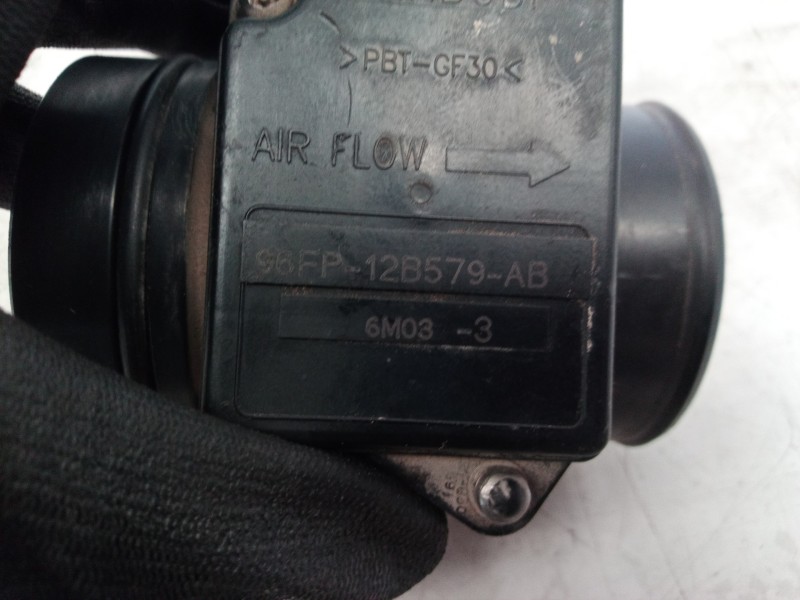 >PBT-GF30<
AIR FLOW
96FP-12B579-AB
6M03 -3